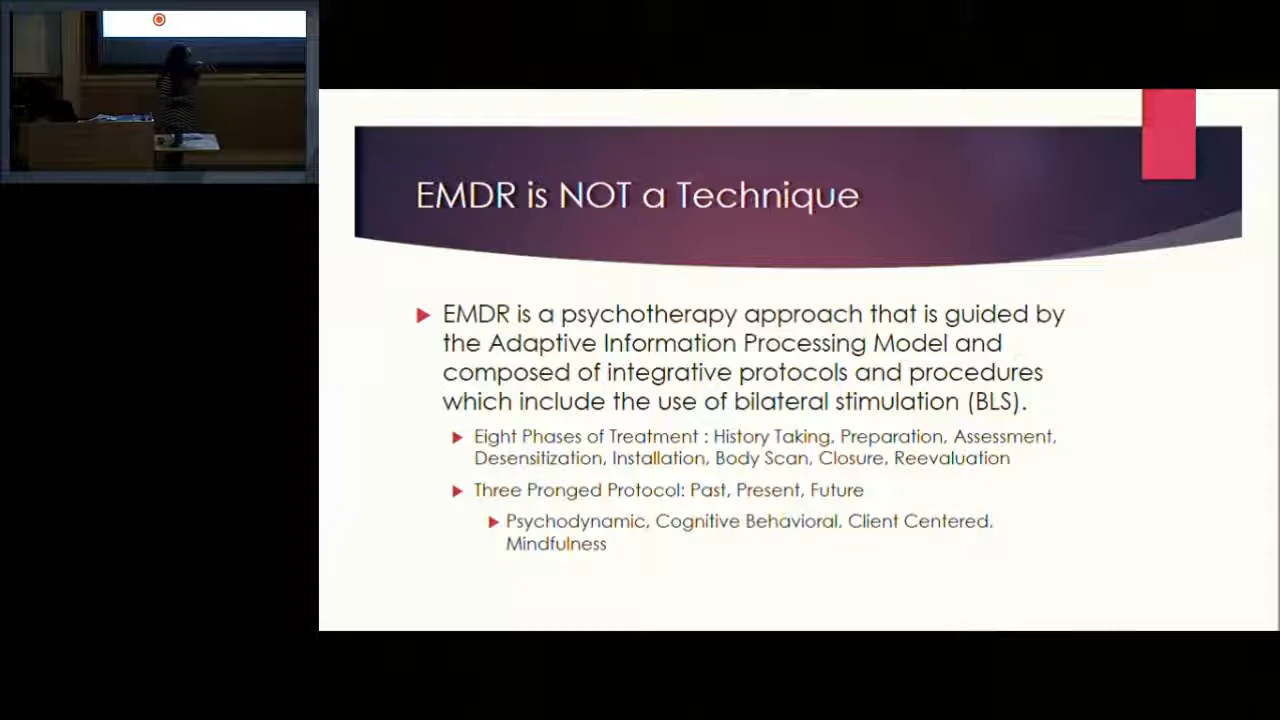 EMDR is NOT a Technique
EMDR is a psychotherapy approach that is guided by
the Adaptive Information Processing Model and
composed of integrative protocols and procedures
which include the use of bilateral stimulation (BLS).
Eight Phases of Treatment : History Taking, Preparation, Assessment,
Desensitization, Installation, Body Scan, Closure, Reevaluation
Three Pronged Protocol: Past, Present, Future
Psychodynamic, Cognitive Behavioral, Client Centered,
Mindfulness